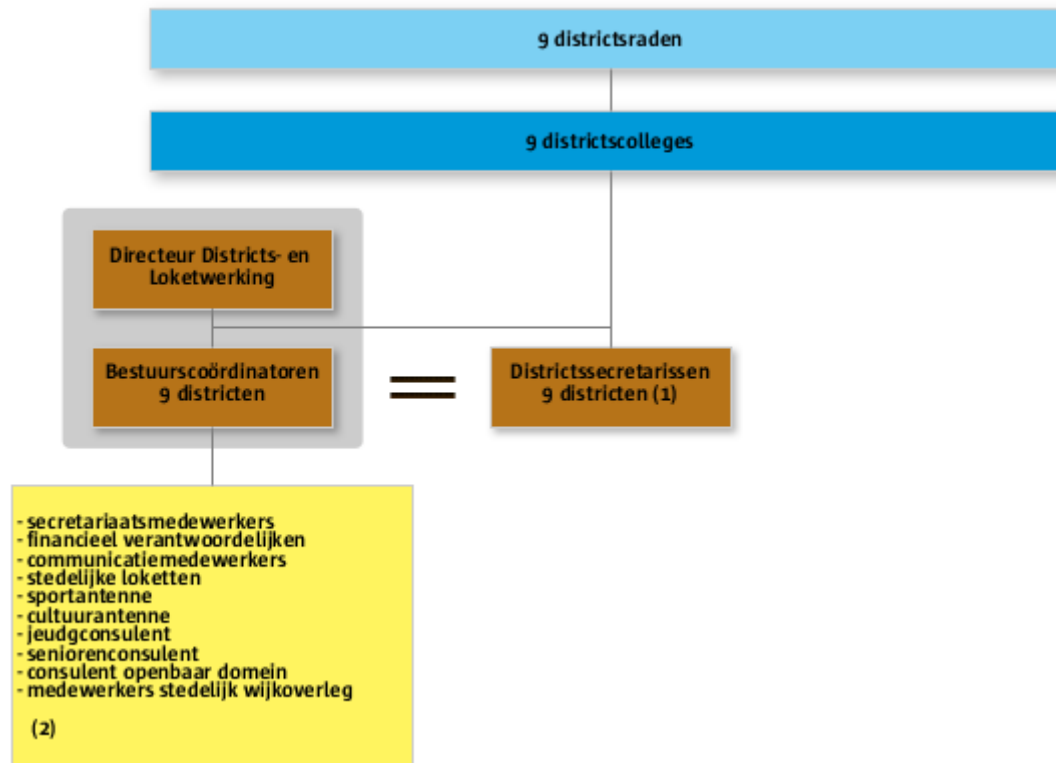 9 districtsraden
9 districtscolleges
Directeur Districts- en
Loketwerking
Bestuurscoördinatoren
9 districten
Districtssecretarissen
9 districten (1)
- secretariaatsmedewerkers
- financieel verantwoordelijken
- communicatiemedewerkers
- stedelijke loketten
- sportantenne
- cultuurantenne
- jeudgconsulent
- seniorenconsulent
- consulent openbaar domein
- medewerkers stedelijk wijkoverleg
(2)